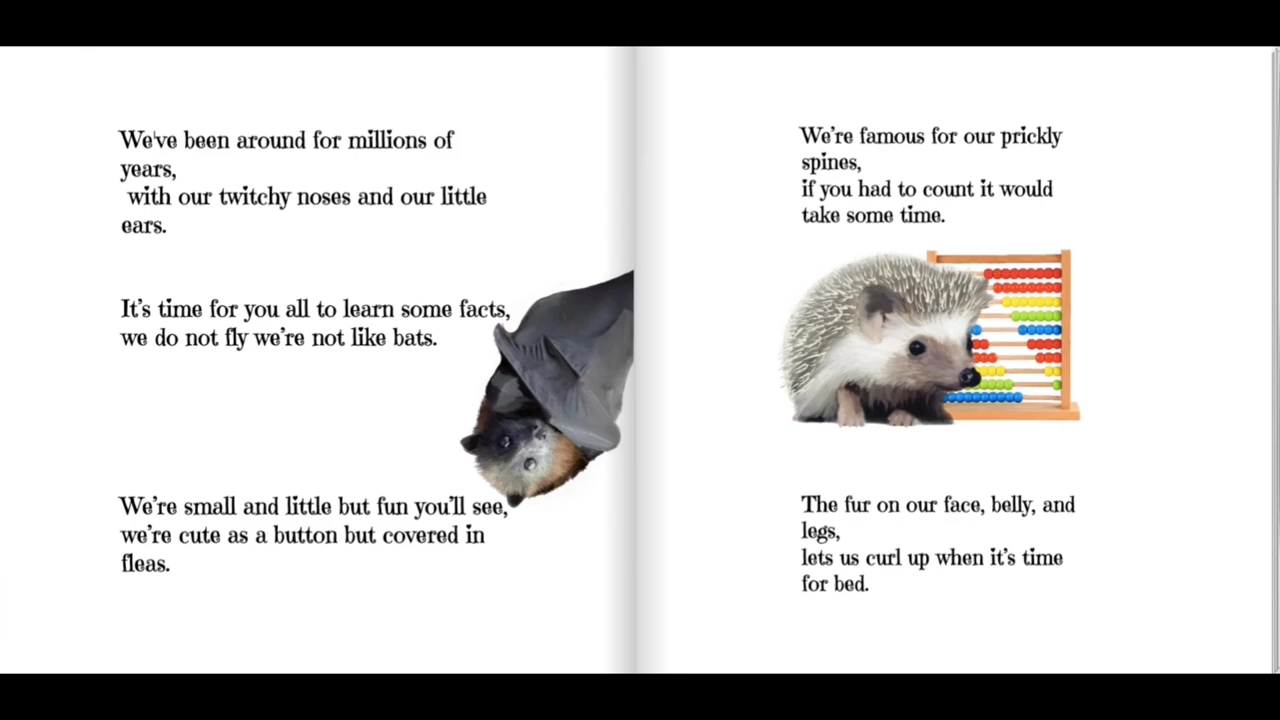 We've been around for millions of
years,
with our twitchy noses and our little
ears.
It's time for you all to learn some facts,
we do not fly we're not like bats.
We're small and little but fun you'll see,
we're cute as a button but covered in
fleas.
We're famous for our prickly
spines,
if you had to count it would
take some time.
The fur on our face, belly, and
legs,
lets us curl up when it's time
for bed.